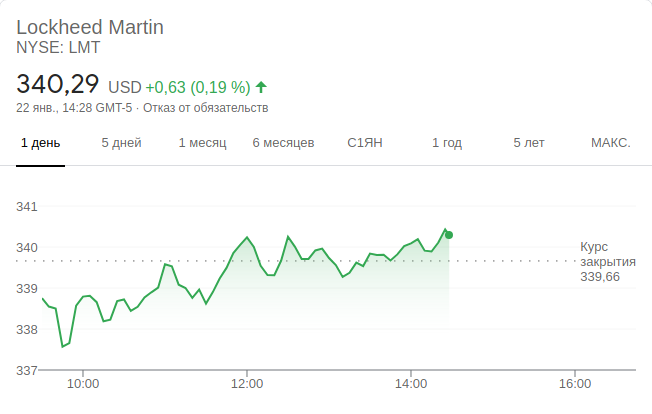 Lockheed Martin
NYSE: LMT
340,29 USD +0,63 (0,19 %)
22 янв., 14:28 GMT-5 · Отказ от обязательств
1 день 5 дней 1 месяц 6 месяцев С1ЯН 1 год 5 лет МАКС.
341
340
339
338
337
Курс
закрытия
339,66
10:00 12:00 14:00 16:00